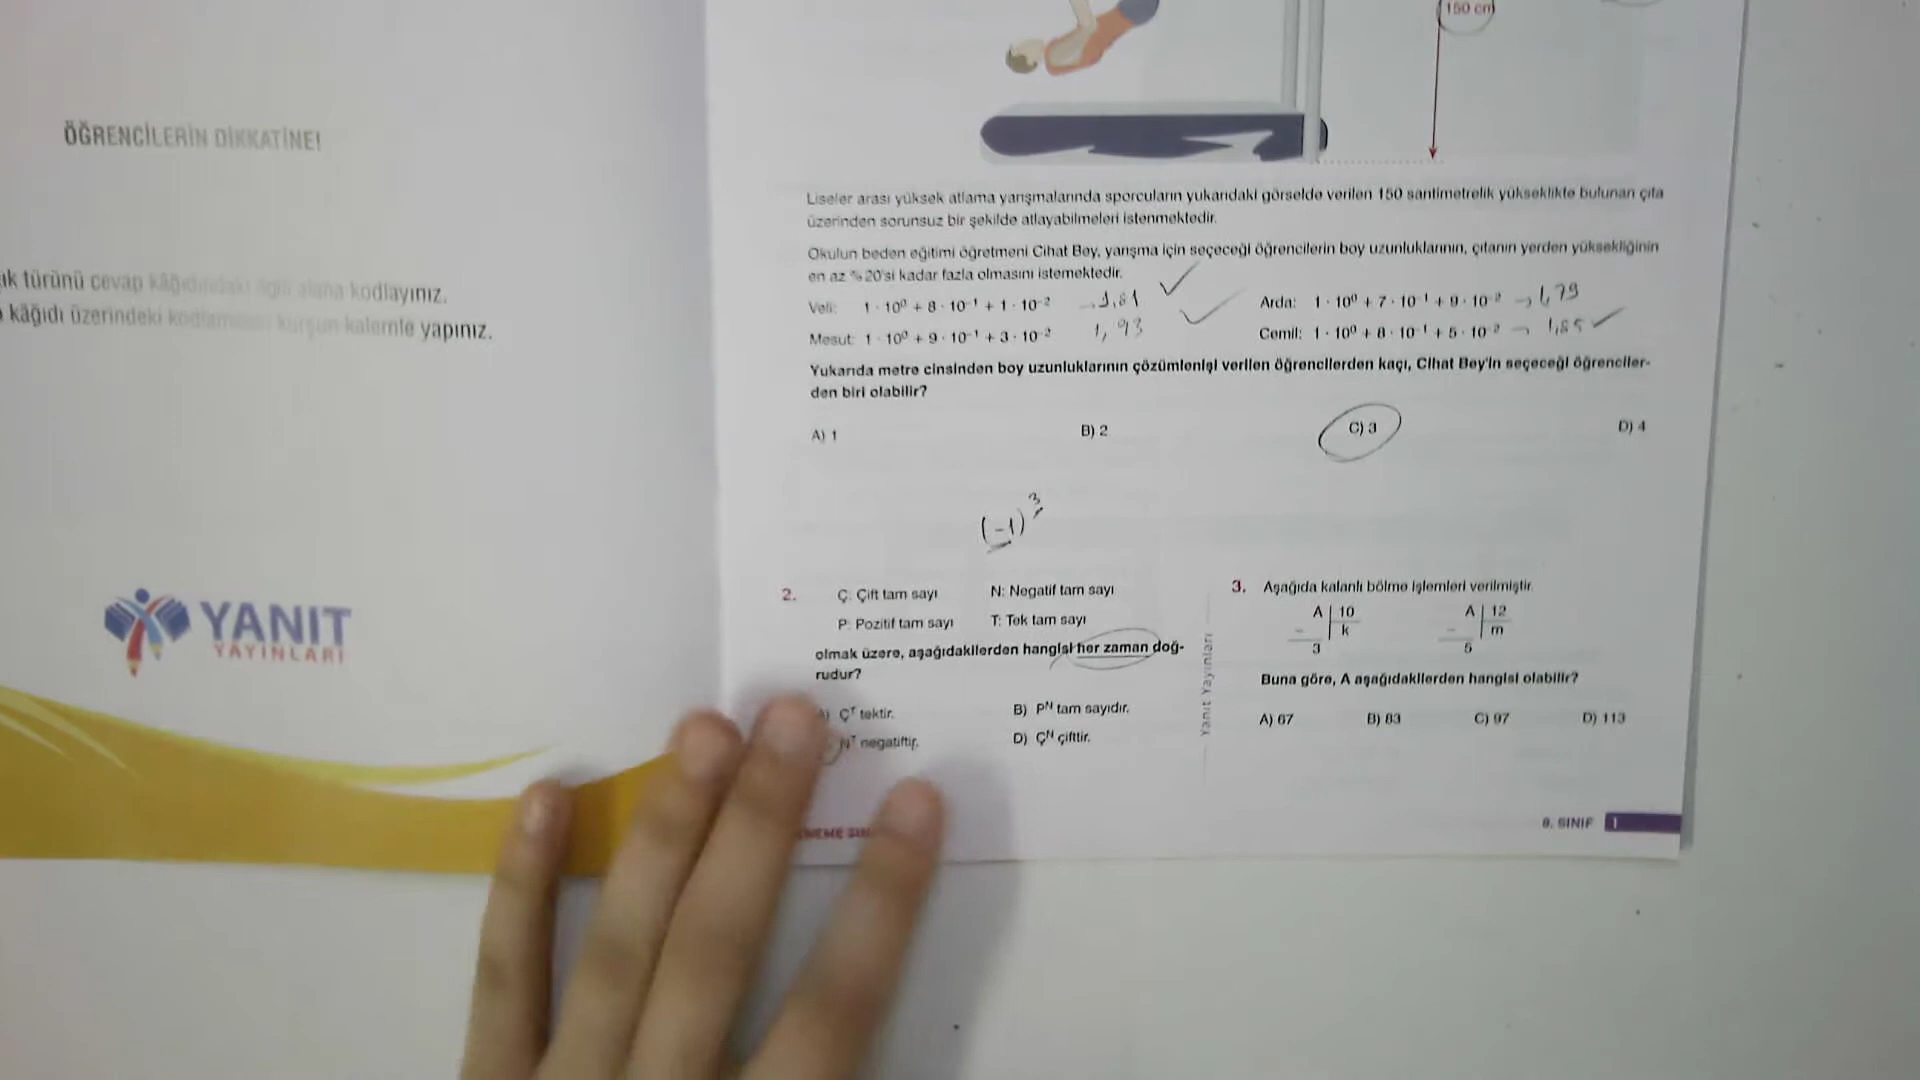 ÖĞRENCİLERİN DİKKATİNE!
türünü cevap kâğıdındaki ilgili alana kodlayınız.
kâğıdı üzerindeki kodlamaları kurşun kalemle yapınız.
YANIT
YAYINLARI
150 cm
Liseler arası yüksek atlama yarışmalarında sporcuların yukarıdaki görselde verilen 150 santimetrelik yükseklikte bulunan çıta
üzerinden sorunsuz bir şekilde atlayabilmeleri istenmektedir.
Okulun beden eğitimi öğretmeni Cihat Bey, yarışma için seçeceği öğrencilerin boy uzunluklarının, çıtanın yerden yüksekliğinin
en az %20'si kadar fazla olmasını istemektedir.
Veli: 1 · 10⁰ + 8 · 10⁻¹ + 1 · 10⁻² → 1,81 ✓ Arda: 1 · 10⁰ + 7 · 10⁻¹ + 9 · 10⁻² → 1,79
Mesut: 1 · 10⁰ + 9 · 10⁻¹ + 3 · 10⁻² 1,93 ✓ Cemil: 1 · 10⁰ + 8 · 10⁻¹ + 5 · 10⁻² → 1,85 ✓
Yukarıda metre cinsinden boy uzunluklarının çözümlenişi verilen öğrencilerden kaçı, Cihat Bey'in seçeceği öğrenciler-
den biri olabilir?
A) 1 B) 2 C) 3 D) 4
(-1)³
2. Ç: Çift tam sayı N: Negatif tam sayı
P: Pozitif tam sayı T: Tek tam sayı
olmak üzere, aşağıdakilerden hangisi her zaman doğ-
rudur?
Çᵀ tektir. B) Pᴺ tam sayıdır.
Nᵀ negatiftir. D) Çᴺ çifttir.
Yanıt Yayınları
3. Aşağıda kalanlı bölme işlemleri verilmiştir.
A | 10 A | 12
– k – m
3 5
Buna göre, A aşağıdakilerden hangisi olabilir?
A) 67 B) 83 C) 97 D) 113
8. SINIF 1